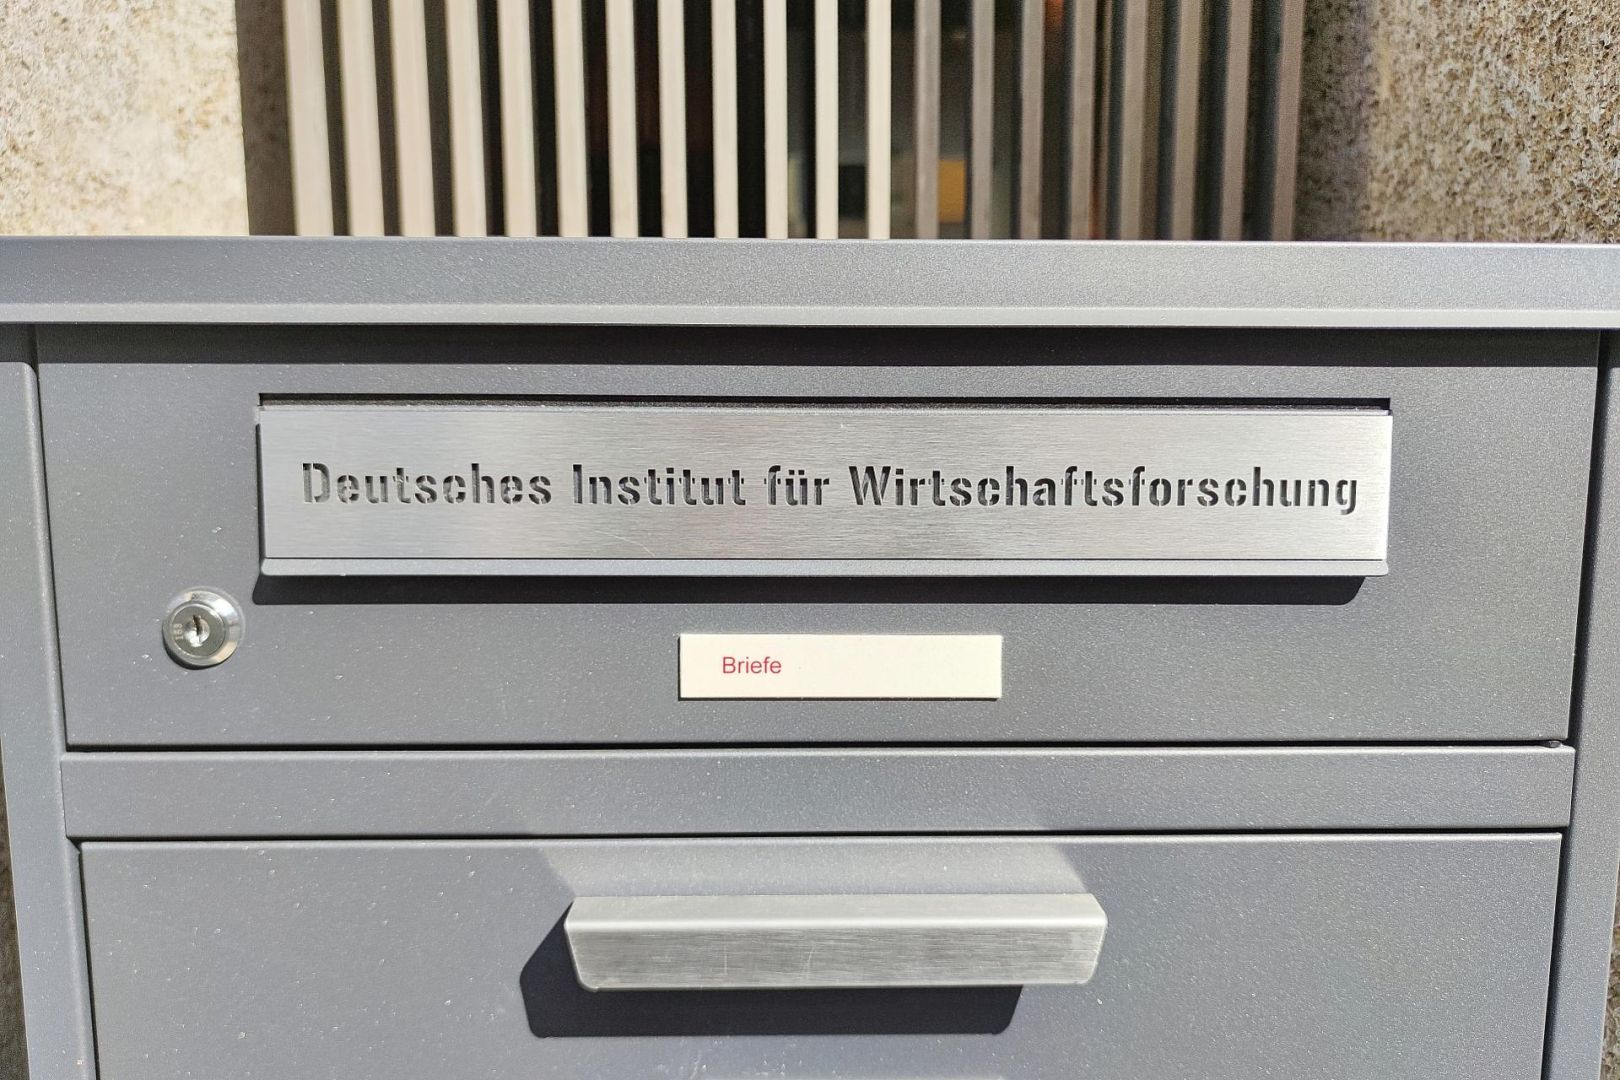 Deutsches Institut für Wirtschaftsforschung
Briefe